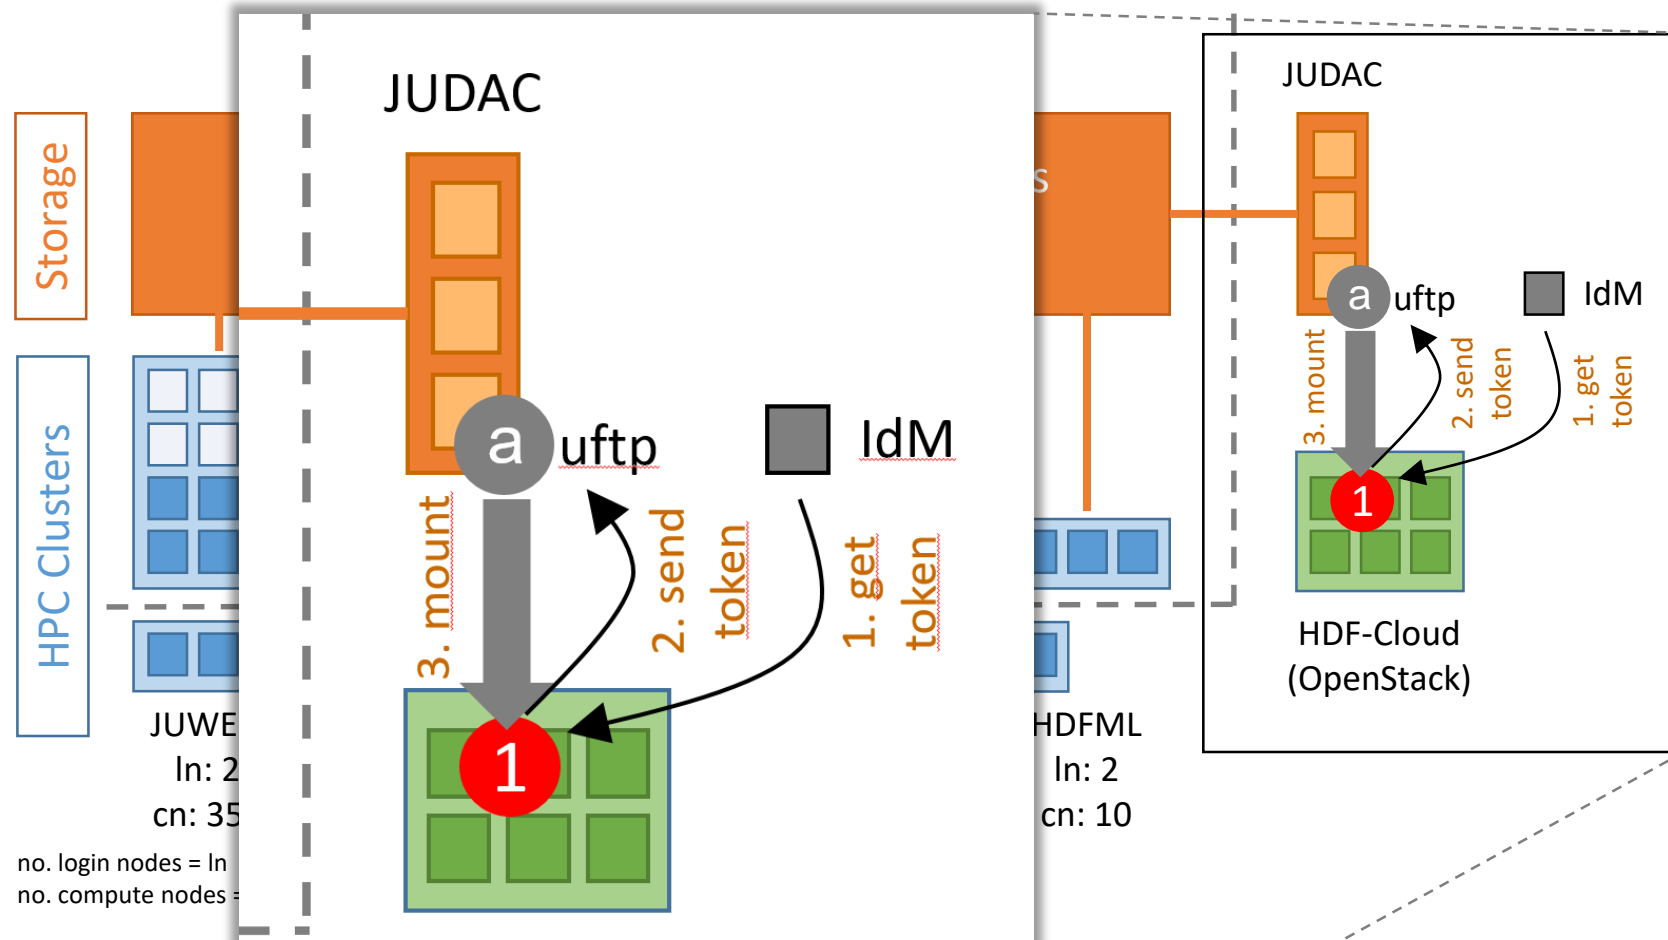 Storage
HPC Clusters
JUWE
ln: 2
cn: 35
no. login nodes = ln
no. compute nodes =
JUDAC
a
uftp
IdM
3. mount
2. send
token
1. get
token
1
S
HDFML
ln: 2
cn: 10
JUDAC
a
uftp
IdM
3. mount
2. send
token
1. get
token
1
HDF-Cloud
(OpenStack)